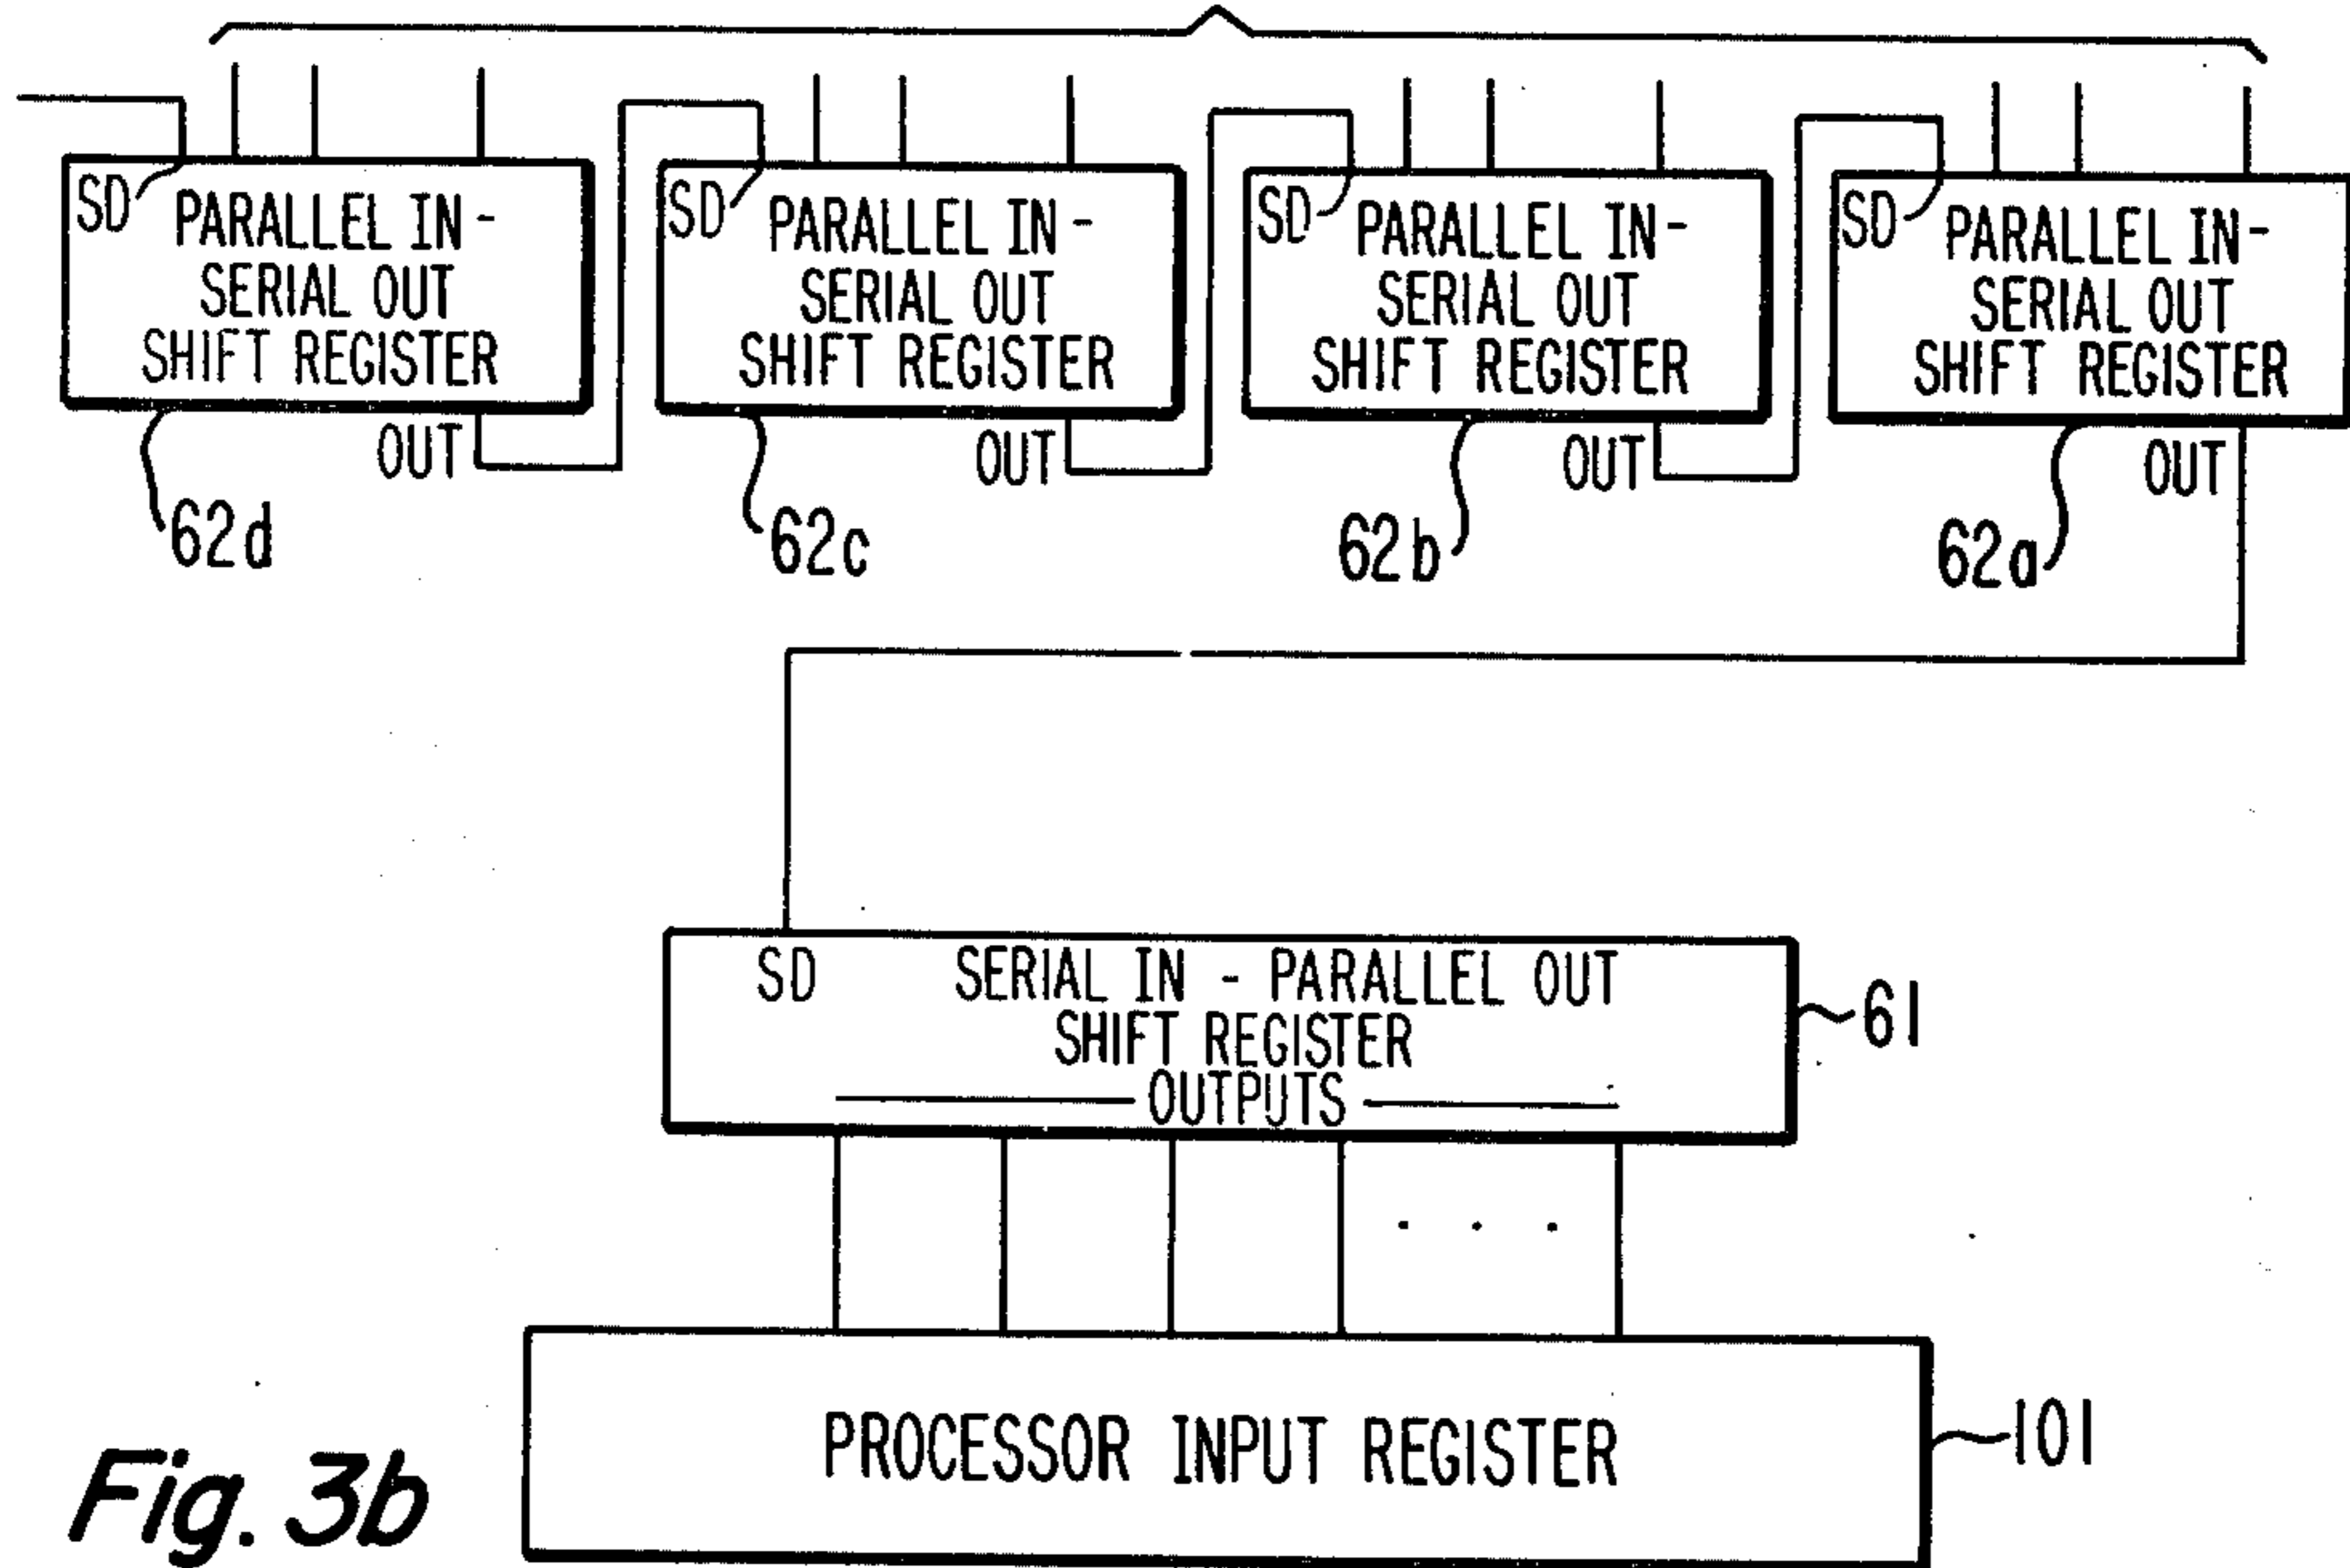 SD PARALLEL IN-
SERIAL OUT
SHIFT REGISTER
OUT
62d
SD PARALLEL IN-
SERIAL OUT
SHIFT REGISTER
OUT
62c
SD PARALLEL IN-
SERIAL OUT
SHIFT REGISTER
OUT
62b
SD PARALLEL IN-
SERIAL OUT
SHIFT REGISTER
OUT
62a
SD SERIAL IN - PARALLEL OUT
SHIFT REGISTER
OUTPUTS
61
PROCESSOR INPUT REGISTER
101
Fig. 3b